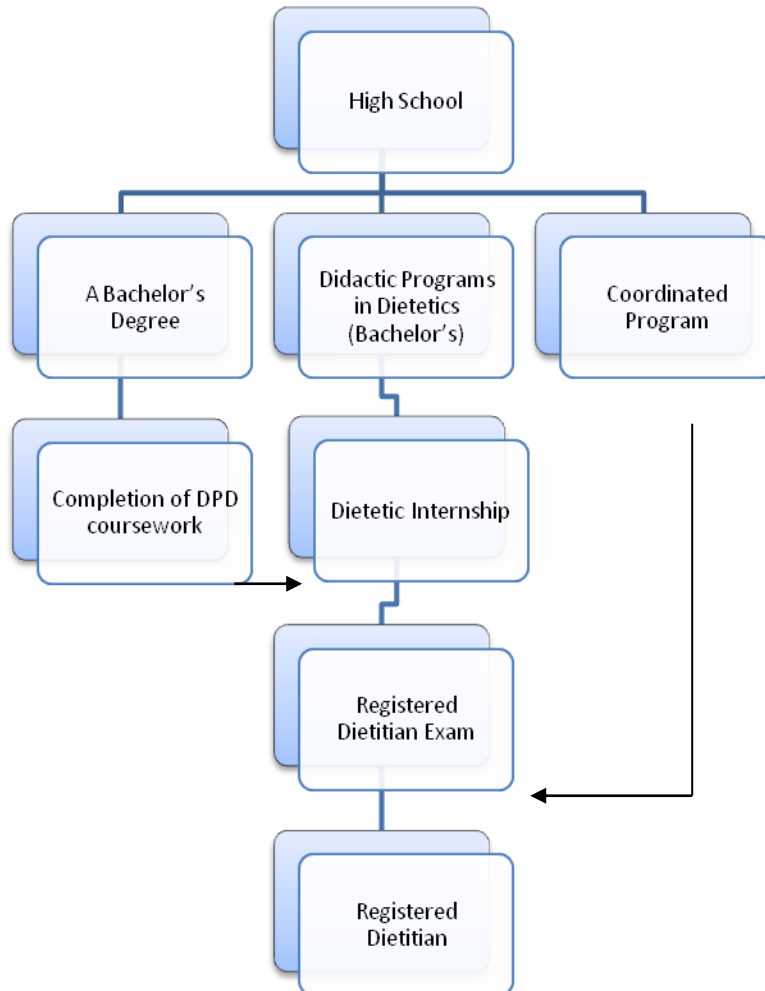 High School
A Bachelor's
Degree
Didactic Programs
in Dietetics
(Bachelor's)
Coordinated
Program
Completion of DPD
coursework
Dietetic Internship
Registered
Dietitian Exam
Registered
Dietitian